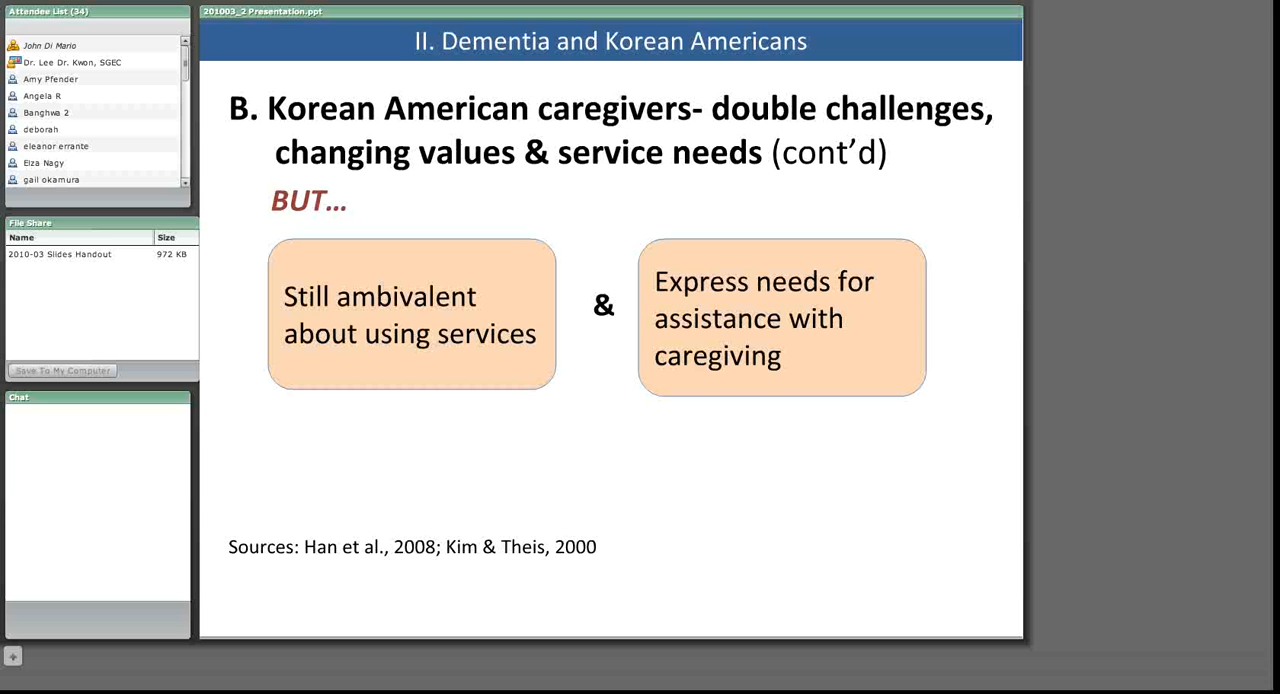 Attendee List (34)
John Di Mario
Dr. Lee Dr. Kwon, SGEC
Amy Pfender
Angela R
Banghwa 2
deborah
eleanor errante
Elza Nagy
gail okamura
File Share
Name Size
2010-03 Slides Handout 972 KB
Save To My Computer
Chat
201003_2 Presentation.ppt
II. Dementia and Korean Americans
B. Korean American caregivers- double challenges,
changing values & service needs (cont’d)
BUT…
Still ambivalent
about using services
&
Express needs for
assistance with
caregiving
Sources: Han et al., 2008; Kim & Theis, 2000